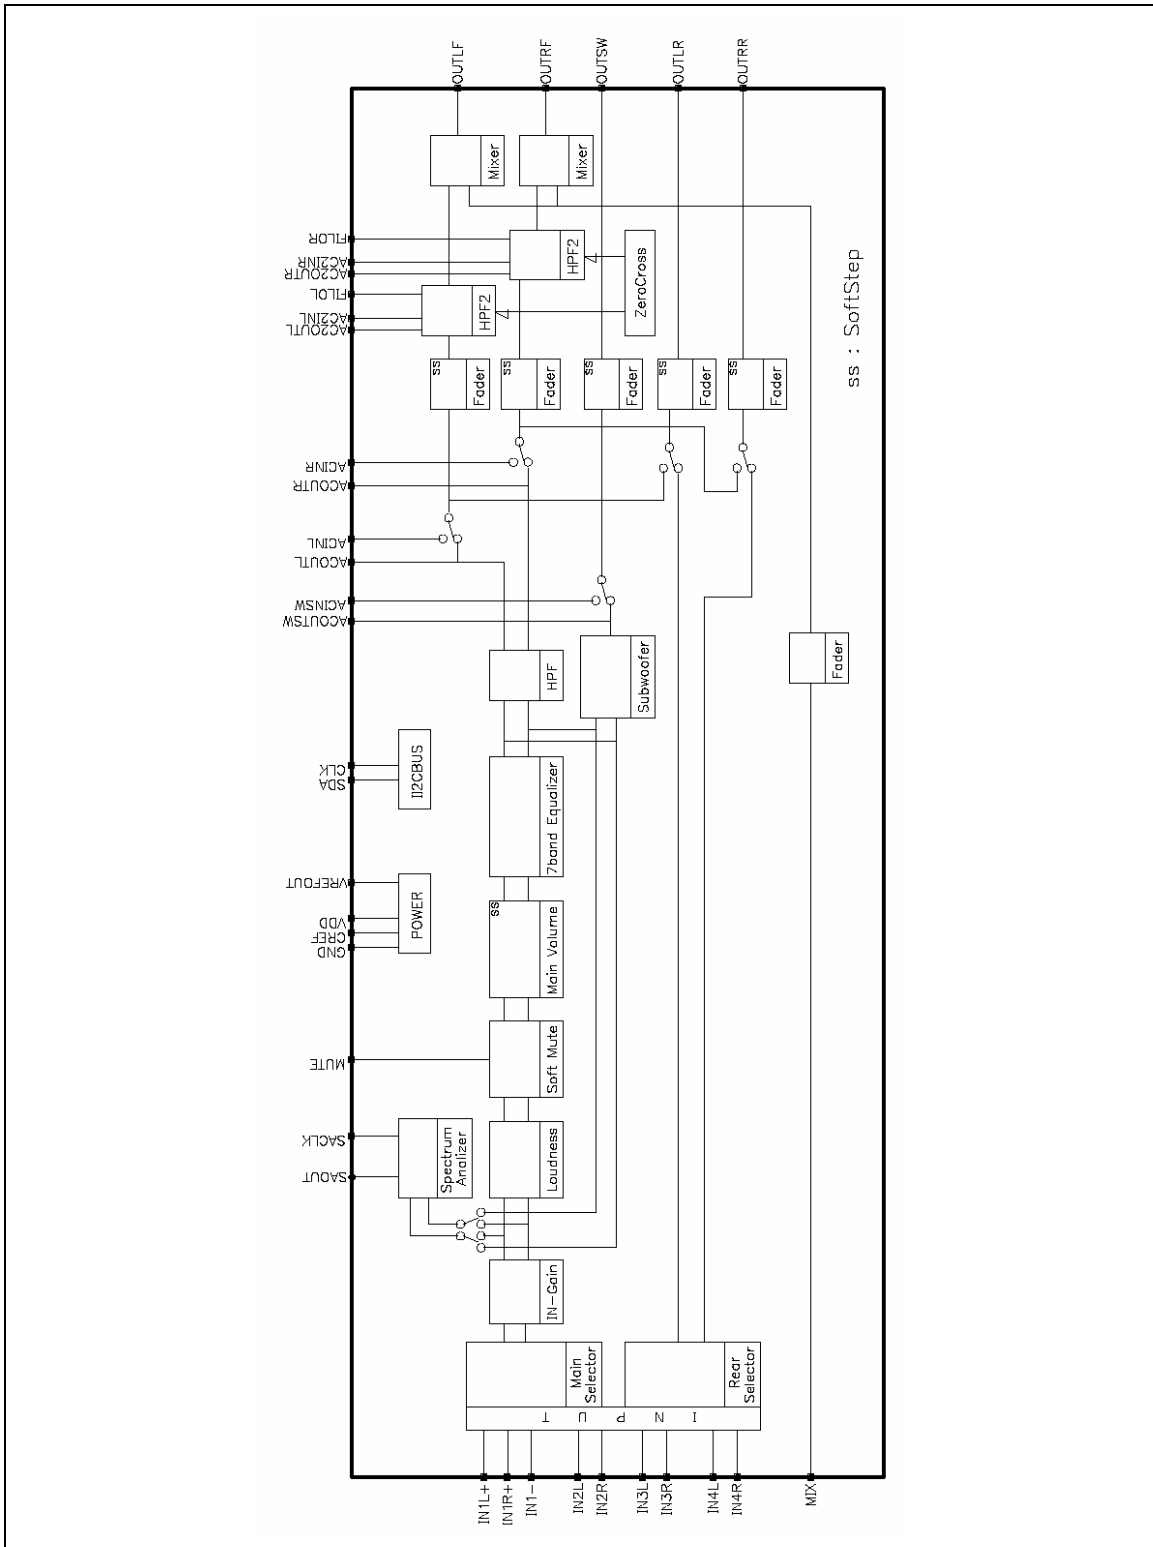 OUTLF
OUTRF
OUTSW
OUTLR
OUTRR
Mixer
Mixer
FILOR
AC2INR
AC2OUTR
FILOL
AC2INL
AC2OUTL
HPF2
HPF2
ZeroCross
ss : SoftStep
ss
Fader
ss
Fader
ss
Fader
ss
Fader
ss
Fader
ACINR
ACOUTR
ACINL
ACOUTL
ACINSW
ACOUTSW
HPF
Subwoofer
Fader
CLK
SDA
II2CBUS
7band Equalizer
VREFOUT
VDD
CREF
GND
POWER
ss
Main Volume
MUTE
Soft Mute
SACLK
SAOUT
Spectrum
Analizer
Loudness
IN-Gain
Main
Selector
Rear
Selector
I N P U T
IN1L+
IN1R+
IN1-
IN2L
IN2R
IN3L
IN3R
IN4L
IN4R
MIX